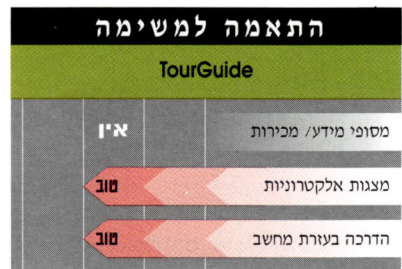 התאמה למשימה
TourGuide
מסופי מידע/ מכירות אין
מצגות אלקטרוניות טוב
הדרכה בעזרת מחשב טוב